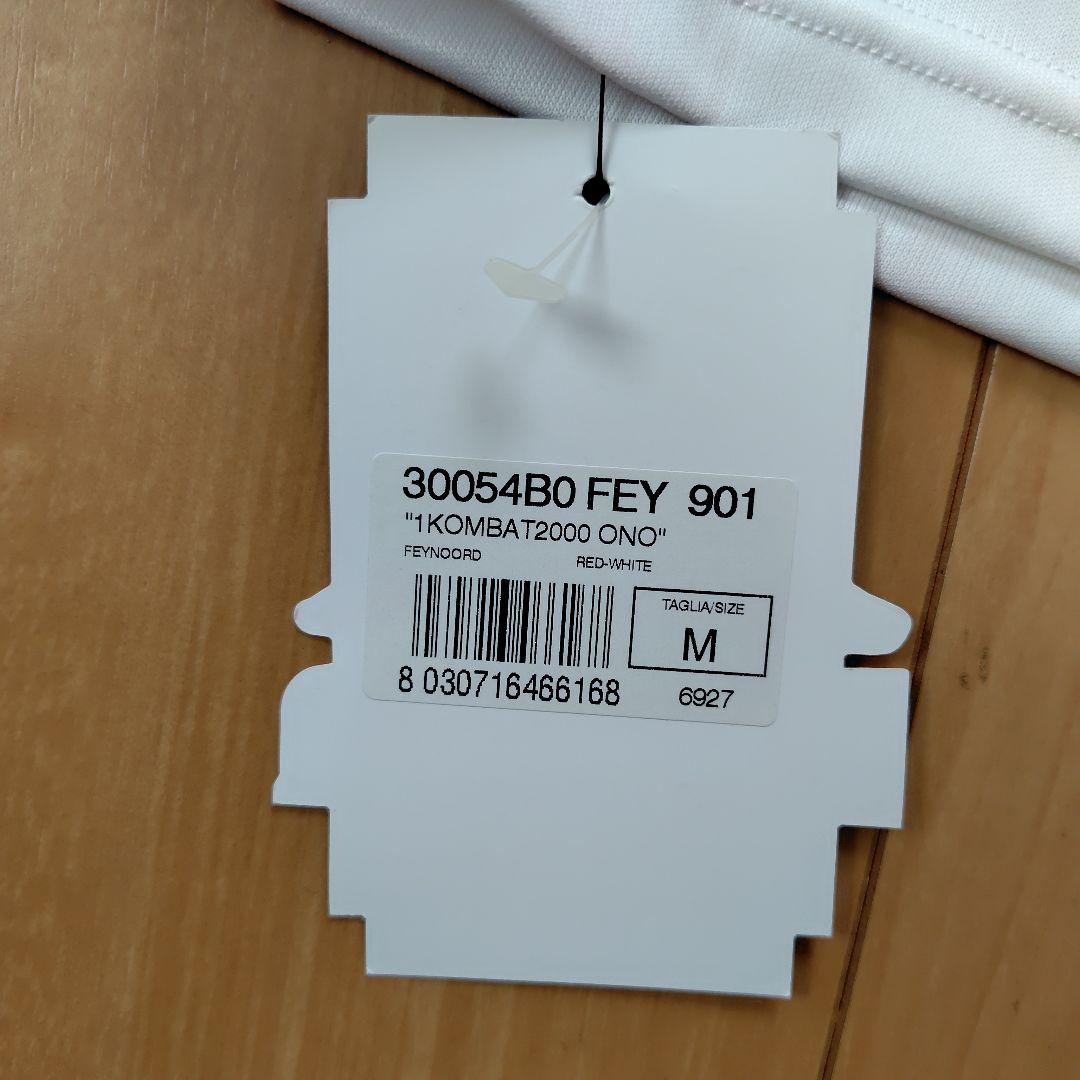 30054B0 FEY 901
"1KOMBAT2000 ONO"
FEYNOORD RED-WHITE
TAGLIA/SIZE
M
8 030716466168
6927